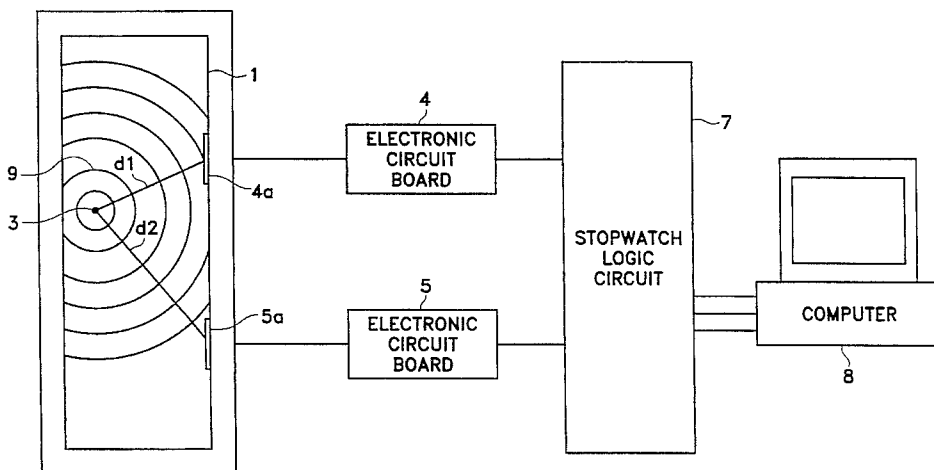 1
4
ELECTRONIC
CIRCUIT
BOARD
7
9
d1
4a
3
d2
STOPWATCH
LOGIC
CIRCUIT
5
5a
ELECTRONIC
CIRCUIT
BOARD
COMPUTER
8